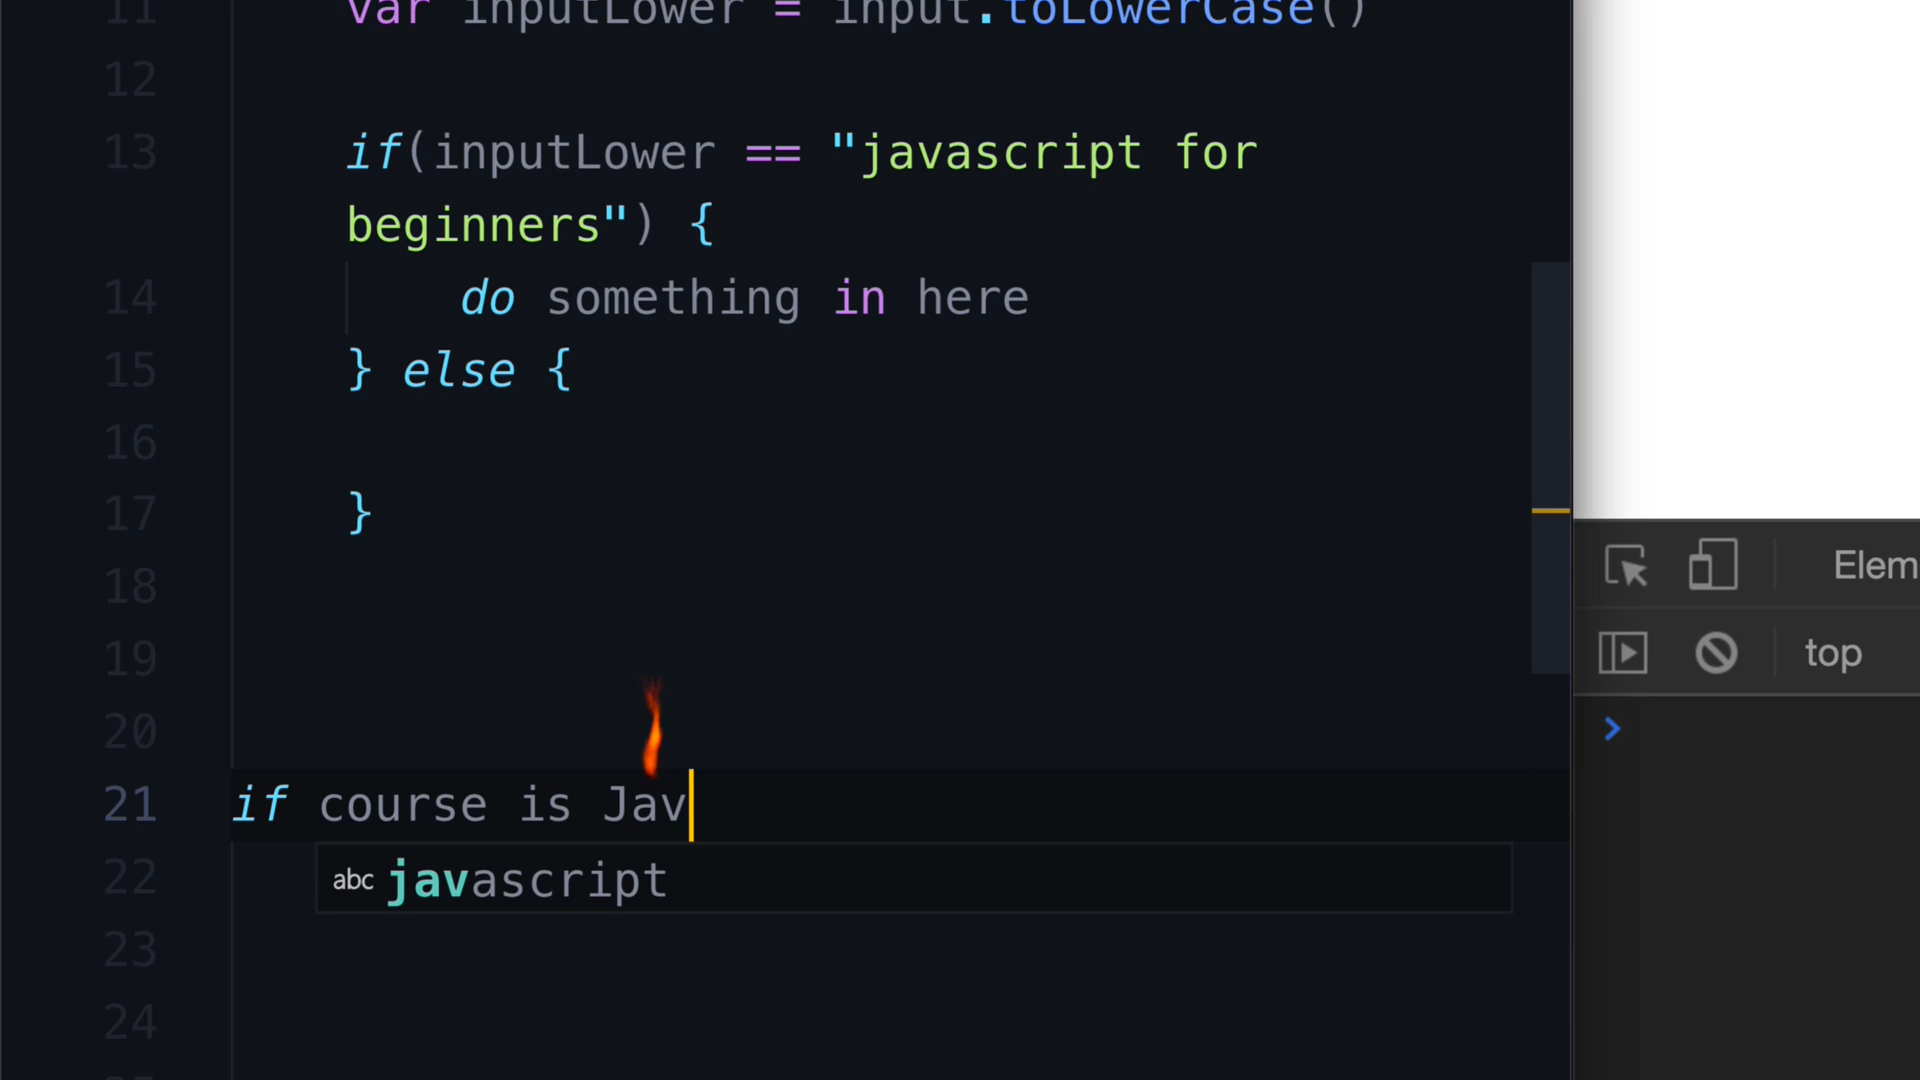 11 var inputLower = input.toLowerCase()
12
13 if(inputLower == "javascript for
beginners") {
14 do something in here
15 } else {
16
17 }
18
19
20
21 if course is Jav
22 abc javascript
23
24
Elem
top